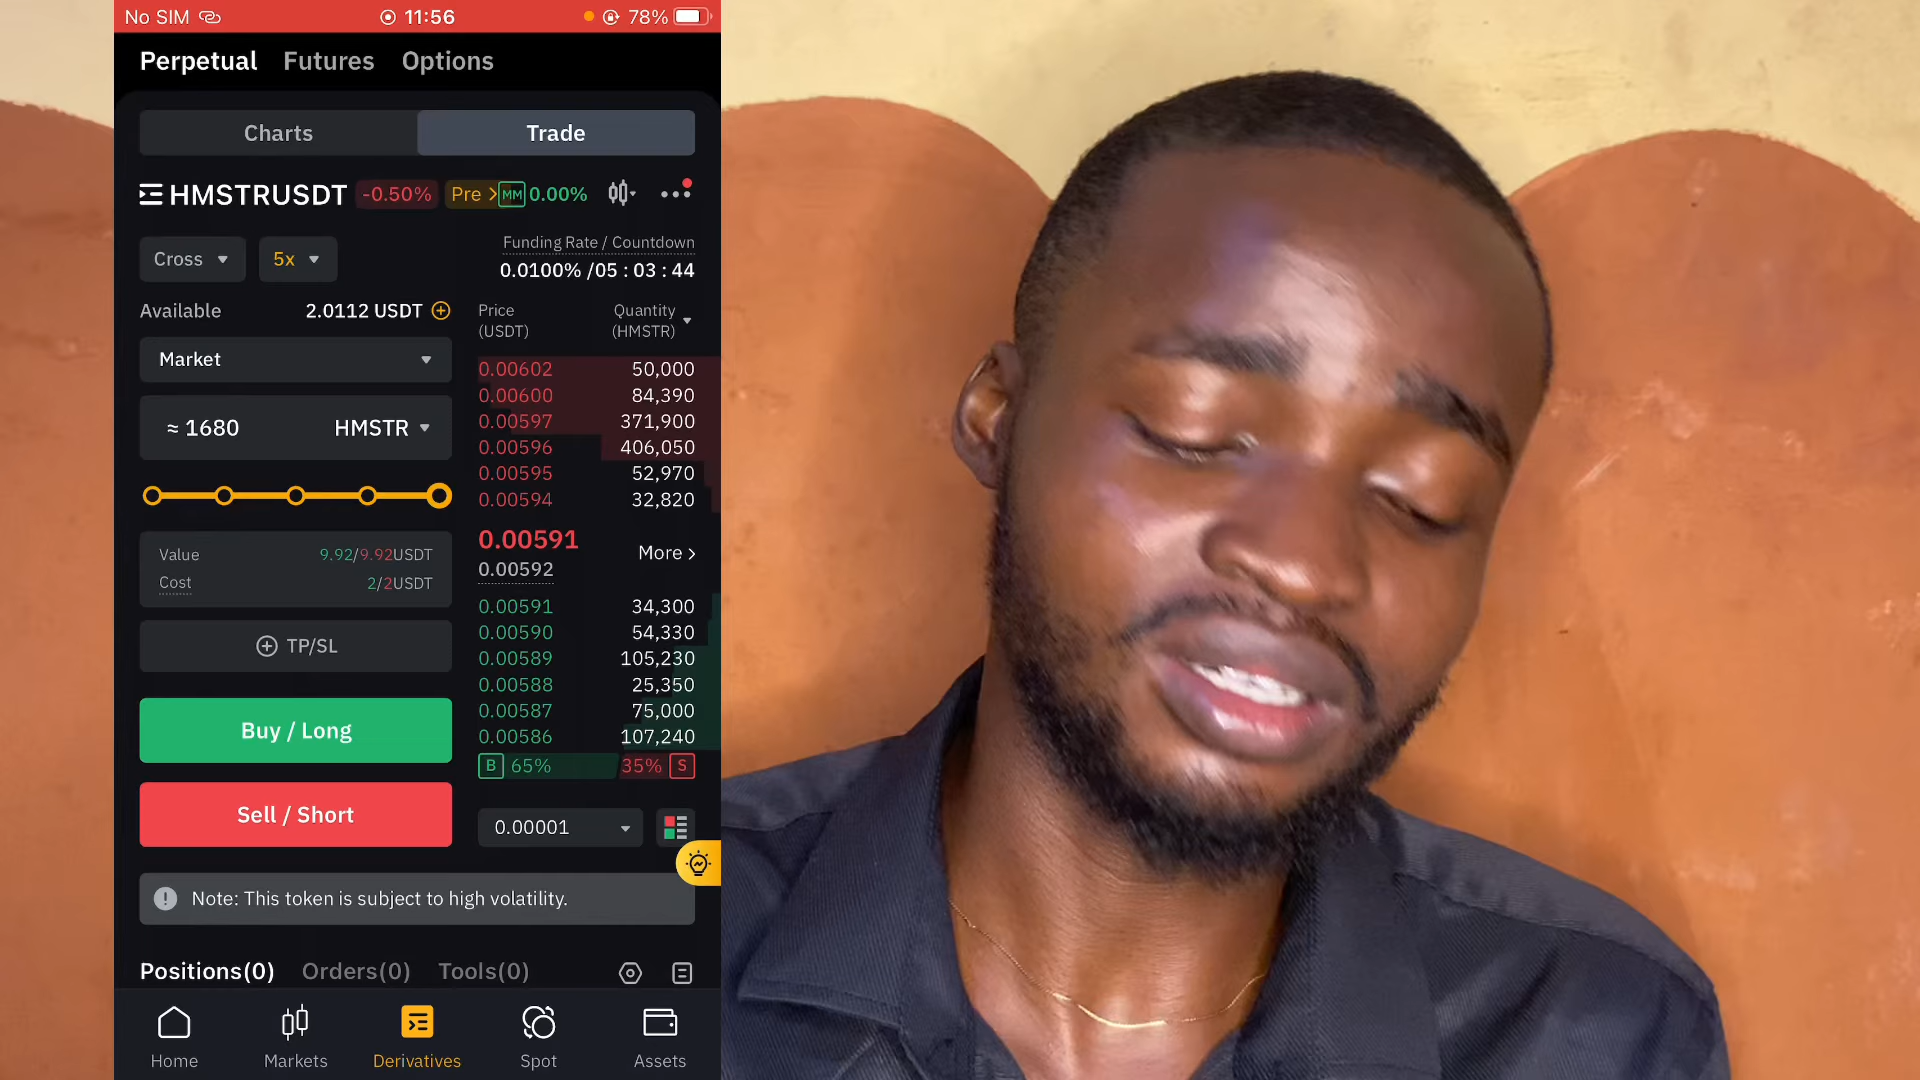 No SIM 11:56 78%
Perpetual Futures Options
Charts Trade
HMSTRUSDT -0.50% Pre > MM 0.00%
Cross 5x
Funding Rate / Countdown
0.0100% /05 : 03 : 44
Available 2.0112 USDT
Price (USDT) Quantity (HMSTR)
Market
≈ 1680 HMSTR
Value 9.92/9.92USDT
Cost 2/2USDT
TP/SL
Buy / Long
Sell / Short
0.00602 50,000
0.00600 84,390
0.00597 371,900
0.00596 406,050
0.00595 52,970
0.00594 32,820
0.00591
0.00592
More >
0.00591 34,300
0.00590 54,330
0.00589 105,230
0.00588 25,350
0.00587 75,000
0.00586 107,240
B 65% 35% S
0.00001
Note: This token is subject to high volatility.
Positions(0) Orders(0) Tools(0)
Home Markets Derivatives Spot Assets